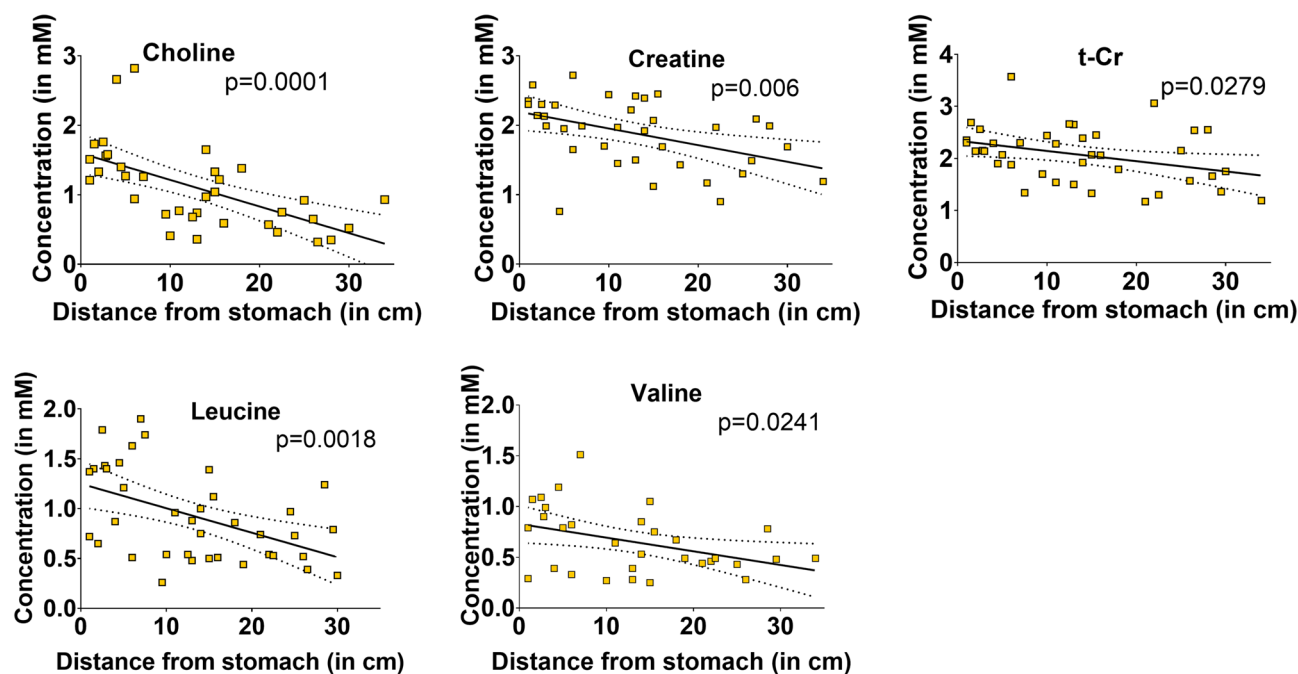 Choline
p=0.0001
Concentration (in mM)
3
2
1
0
0 10 20 30
Distance from stomach (in cm)
Creatine
p=0.006
Concentration (in mM)
3
2
1
0
0 10 20 30
Distance from stomach (in cm)
t-Cr
p=0.0279
Concentration (in mM)
4
3
2
1
0
0 10 20 30
Distance from stomach (in cm)
Leucine
p=0.0018
Concentration (in mM)
2.0
1.5
1.0
0.5
0.0
0 10 20 30
Distance from stomach (in cm)
Valine
p=0.0241
Concentration (in mM)
2.0
1.5
1.0
0.5
0.0
0 10 20 30
Distance from stomach (in cm)